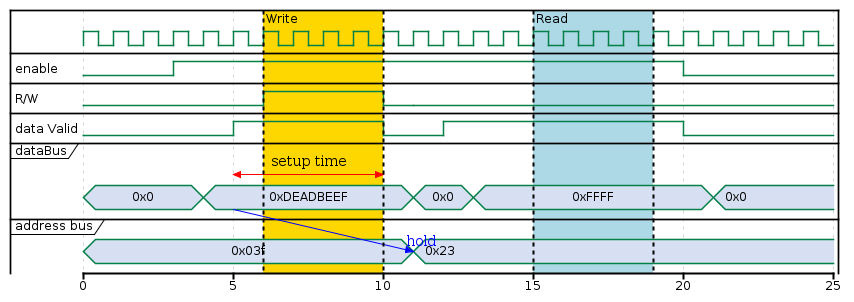 Write Read
enable
R/W
data Valid
dataBus
setup time
0x0 0xDEADBEEF 0x0 0xFFFF 0x0
address bus
hold
0x03f 0x23
0 5 10 15 20 25